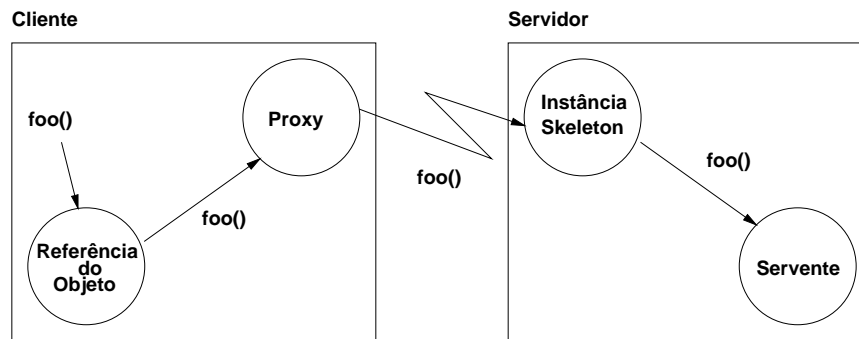 Cliente
Servidor
foo()
Proxy
Instância
Skeleton
foo()
foo()
foo()
Referência
do
Objeto
Servente